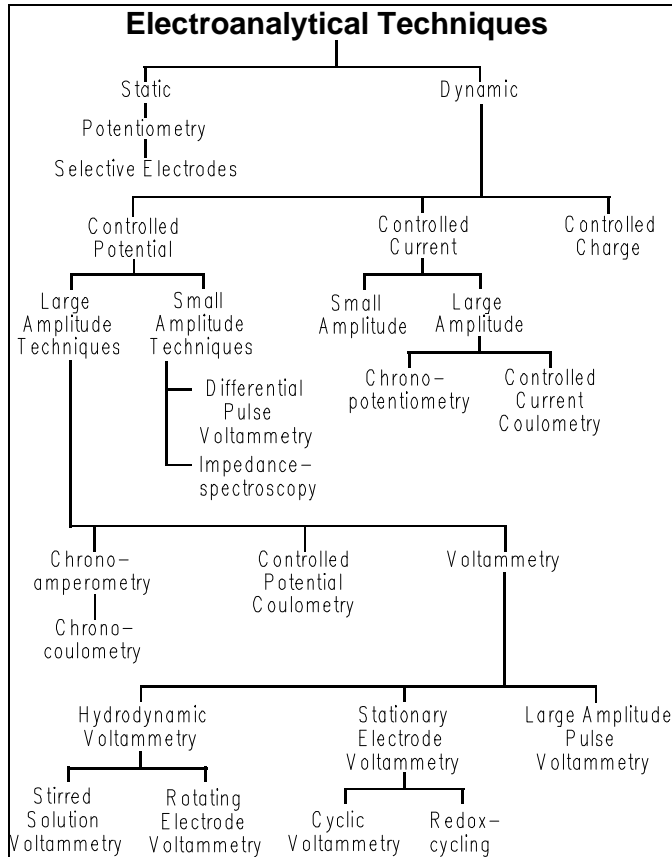 Electroanalytical Techniques
Static
Dynamic
Potentiometry
Selective Electrodes
Controlled
Potential
Controlled
Current
Controlled
Charge
Large
Amplitude
Techniques
Small
Amplitude
Techniques
Small
Amplitude
Large
Amplitude
Differential
Pulse
Voltammetry
Impedance-
spectroscopy
Chrono-
potentiometry
Controlled
Current
Coulometry
Chrono-
amperometry
Chrono-
coulometry
Controlled
Potential
Coulometry
Voltammetry
Hydrodynamic
Voltammetry
Stationary
Electrode
Voltammetry
Large Amplitude
Pulse
Voltammetry
Stirred
Solution
Voltammetry
Rotating
Electrode
Voltammetry
Cyclic
Voltammetry
Redox-
cycling